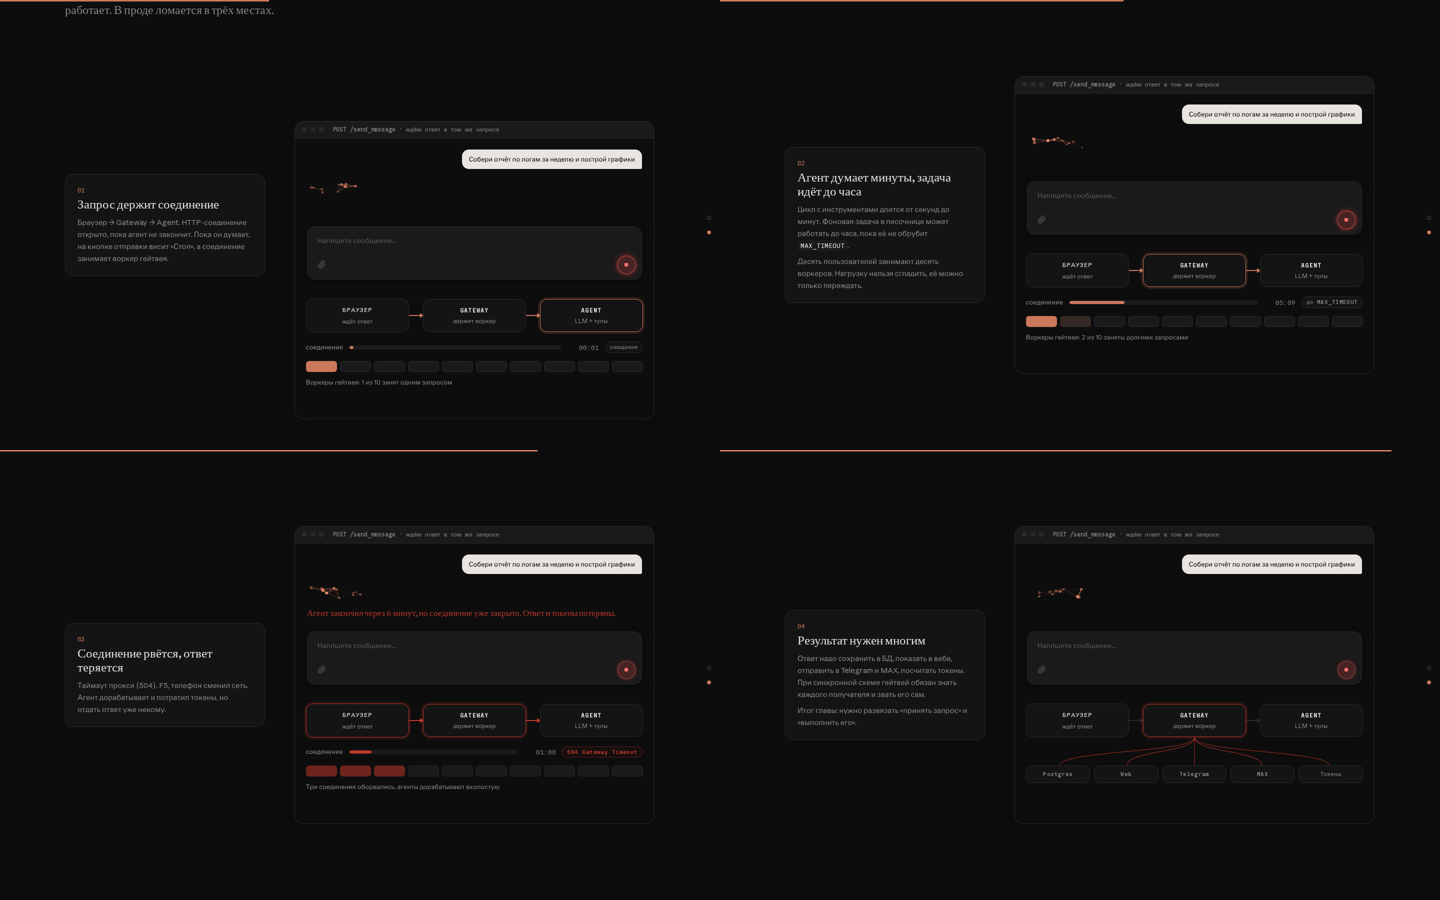 работает. В проде ломается в трёх местах.
01
Запрос держит соединение
Браузер → Gateway → Agent. HTTP-соединение
открыто, пока агент не закончит. Пока он думает,
на кнопке отправки висит «Стоп», а соединение
занимает воркер гейтвея.
POST /send_message · ждём ответ в том же запросе
Собери отчёт по логам за неделю и построй графики
Напишите сообщение...
БРАУЗЕР
ждёт ответ
GATEWAY
держит воркер
AGENT
LLM + тулы
соединение
00:01
ожидание
Воркеры гейтвея: 1 из 10 занят одним запросом
02
Агент думает минуты, задача
идёт до часа
Цикл с инструментами длится от секунд до
минут. Фоновая задача в песочнице может
работать до часа, пока её не обрубит
MAX_TIMEOUT.
Десять пользователей занимают десять
воркеров. Нагрузку нельзя сгладить, её можно
только переждать.
POST /send_message · ждём ответ в том же запросе
Собери отчёт по логам за неделю и построй графики
Напишите сообщение...
БРАУЗЕР
ждёт ответ
GATEWAY
держит воркер
AGENT
LLM + тулы
соединение
05:09
до MAX_TIMEOUT
Воркеры гейтвея: 2 из 10 заняты долгими запросами
03
Соединение рвётся, ответ
теряется
Таймаут прокси (504), F5, телефон сменил сеть.
Агент дорабатывает и потратил токены, но
отдать ответ уже некому.
POST /send_message · ждём ответ в том же запросе
Собери отчёт по логам за неделю и построй графики
Агент закончил через 6 минут, но соединение уже закрыто. Ответ и токены потеряны.
Напишите сообщение...
БРАУЗЕР
ждёт ответ
GATEWAY
держит воркер
AGENT
LLM + тулы
соединение
01:00
504 Gateway Timeout
Три соединения оборвались, агенты дорабатывают вхолостую
04
Результат нужен многим
Ответ надо сохранить в БД, показать в вебе,
отправить в Telegram и MAX, посчитать токены.
При синхронной схеме гейтвей обязан знать
каждого получателя и звать его сам.
Итог главы: нужно развязать «принять запрос» и
«выполнить его».
POST /send_message · ждём ответ в том же запросе
Собери отчёт по логам за неделю и построй графики
Напишите сообщение...
БРАУЗЕР
ждёт ответ
GATEWAY
держит воркер
AGENT
LLM + тулы
Postgres
Web
Telegram
MAX
Токены